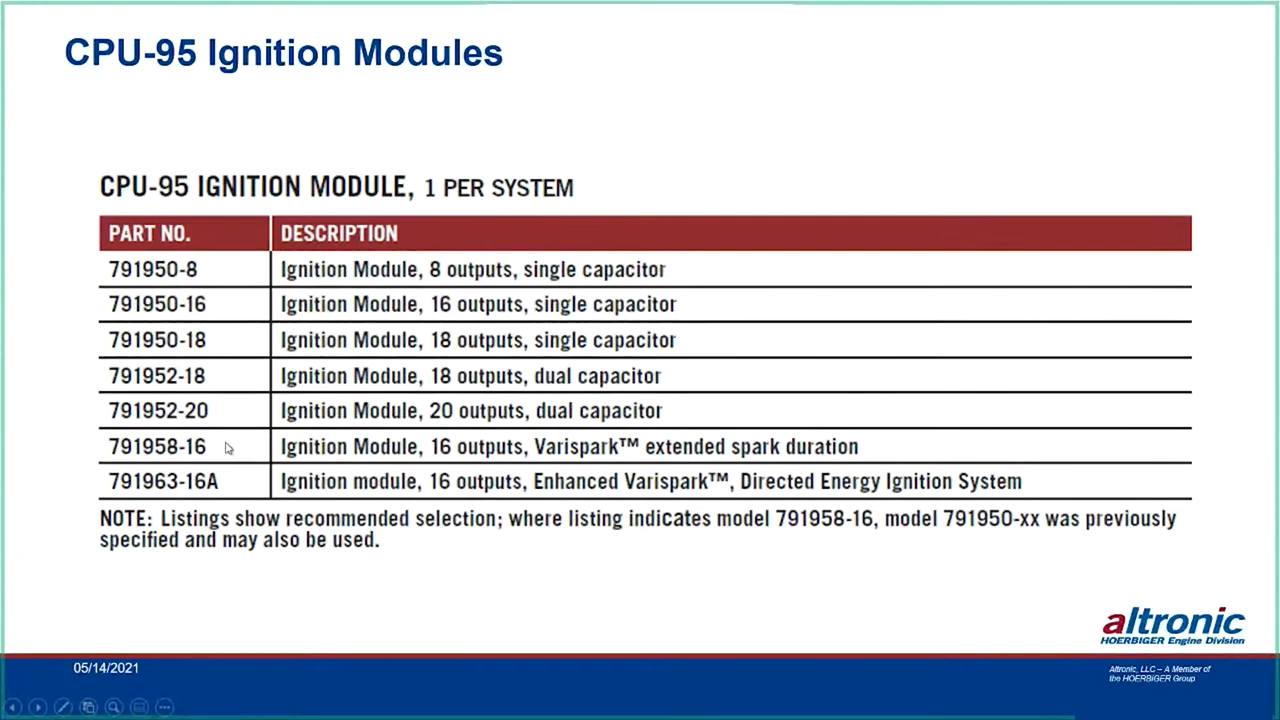 CPU-95 Ignition Modules
CPU-95 IGNITION MODULE, 1 PER SYSTEM
PART NO. DESCRIPTION
791950-8 Ignition Module, 8 outputs, single capacitor
791950-16 Ignition Module, 16 outputs, single capacitor
791950-18 Ignition Module, 18 outputs, single capacitor
791952-18 Ignition Module, 18 outputs, dual capacitor
791952-20 Ignition Module, 20 outputs, dual capacitor
791958-16 Ignition Module, 16 outputs, Varispark™ extended spark duration
791963-16A Ignition module, 16 outputs, Enhanced Varispark™, Directed Energy Ignition System
NOTE: Listings show recommended selection; where listing indicates model 791958-16, model 791950-xx was previously
specified and may also be used.
altronic
HOERBIGER Engine Division
05/14/2021
Altronic, LLC – A Member of
the HOERBIGER Group